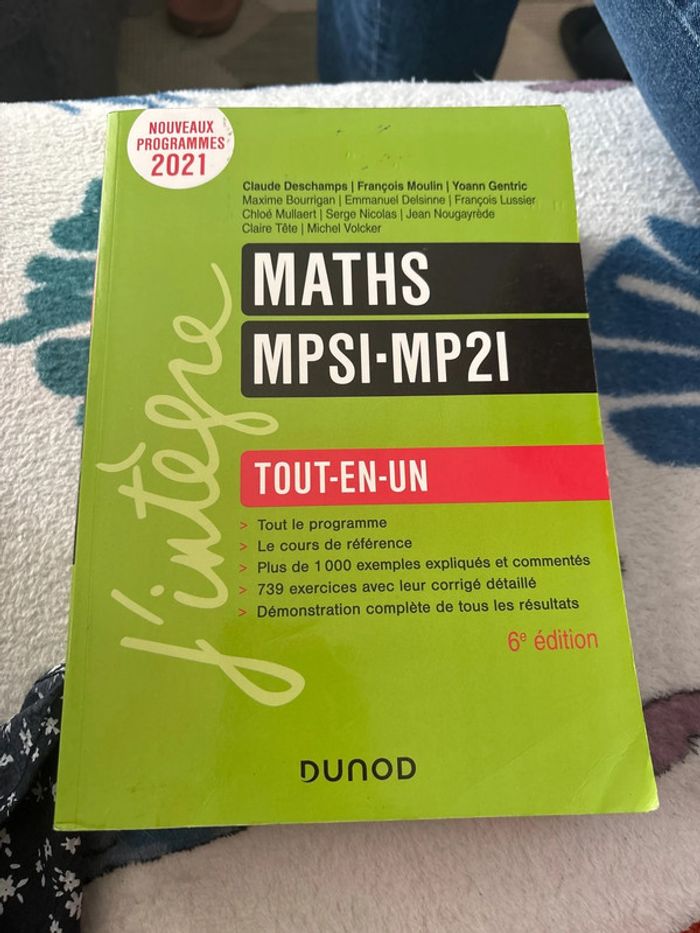 NOUVEAUX
PROGRAMMES
2021
Claude Deschamps | François Moulin | Yoann Gentric
Maxime Bourrigan | Emmanuel Delsinne | François Lussier
Chloé Mullaert | Serge Nicolas | Jean Nougayrède
Claire Tête | Michel Volcker
MATHS
MPSI·MP2I
j'intègre
TOUT-EN-UN
> Tout le programme
> Le cours de référence
> Plus de 1 000 exemples expliqués et commentés
> 739 exercices avec leur corrigé détaillé
> Démonstration complète de tous les résultats
6e édition
DUNOD